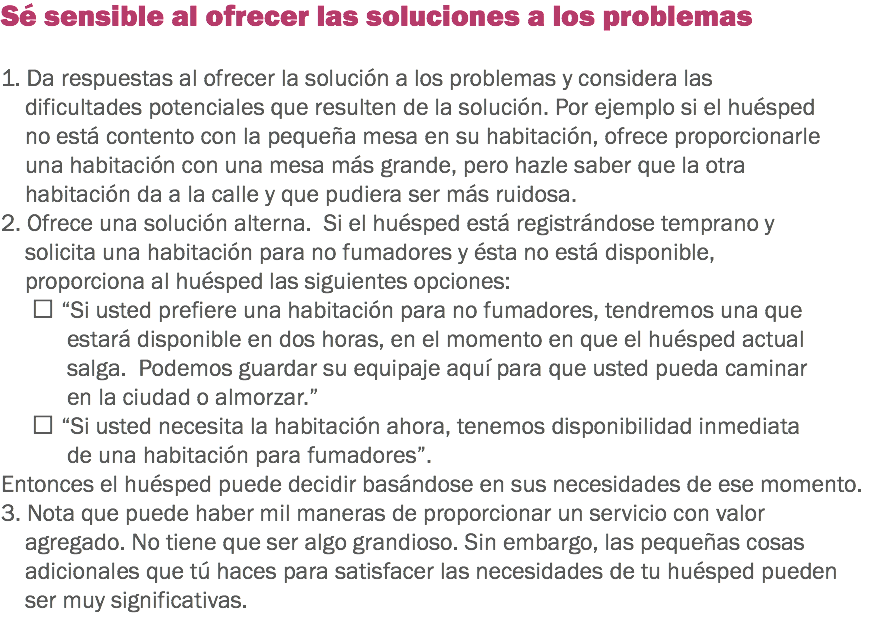 Sé sensible al ofrecer las soluciones a los problemas
1. Da respuestas al ofrecer la solución a los problemas y considera las
dificultades potenciales que resulten de la solución. Por ejemplo si el huésped
no está contento con la pequeña mesa en su habitación, ofrece proporcionarle
una habitación con una mesa más grande, pero hazle saber que la otra
habitación da a la calle y que pudiera ser más ruidosa.
2. Ofrece una solución alterna.  Si el huésped está registrándose temprano y
solicita una habitación para no fumadores y ésta no está disponible,
proporciona al huésped las siguientes opciones:
☐ “Si usted prefiere una habitación para no fumadores, tendremos una que
estará disponible en dos horas, en el momento en que el huésped actual
salga.  Podemos guardar su equipaje aquí para que usted pueda caminar
en la ciudad o almorzar.”
☐ “Si usted necesita la habitación ahora, tenemos disponibilidad inmediata
de una habitación para fumadores”.
Entonces el huésped puede decidir basándose en sus necesidades de ese momento.
3. Nota que puede haber mil maneras de proporcionar un servicio con valor
agregado. No tiene que ser algo grandioso. Sin embargo, las pequeñas cosas
adicionales que tú haces para satisfacer las necesidades de tu huésped pueden
ser muy significativas.